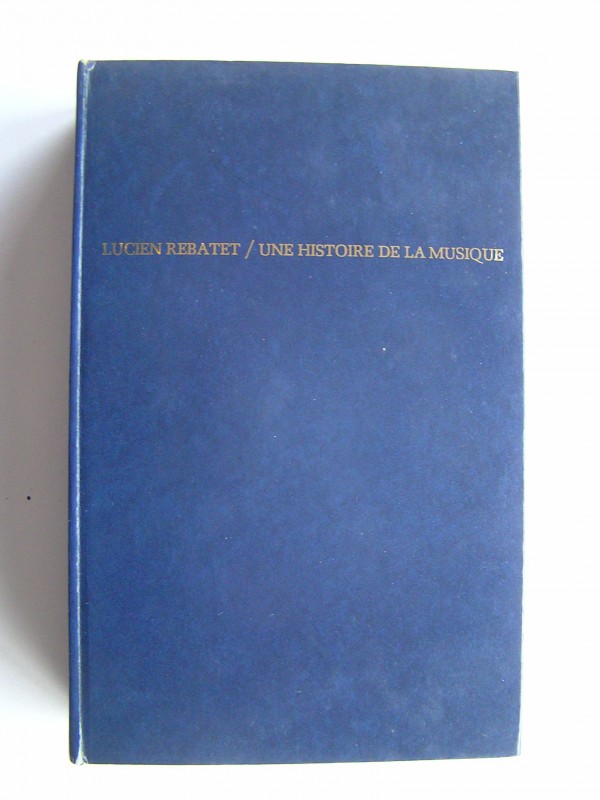 LUCIEN REBATET / UNE HISTOIRE DE LA MUSIQUE